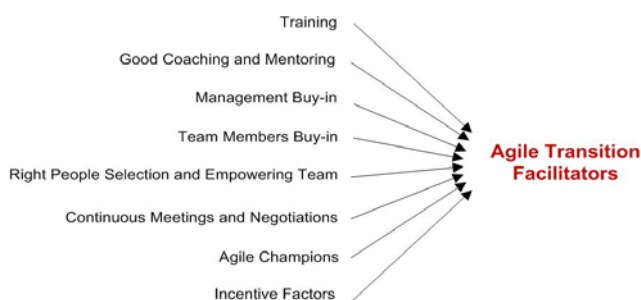 Training
Good Coaching and Mentoring
Management Buy-in
Team Members Buy-in
Right People Selection and Empowering Team
Continuous Meetings and Negotiations
Agile Champions
Incentive Factors
Agile Transition
Facilitators